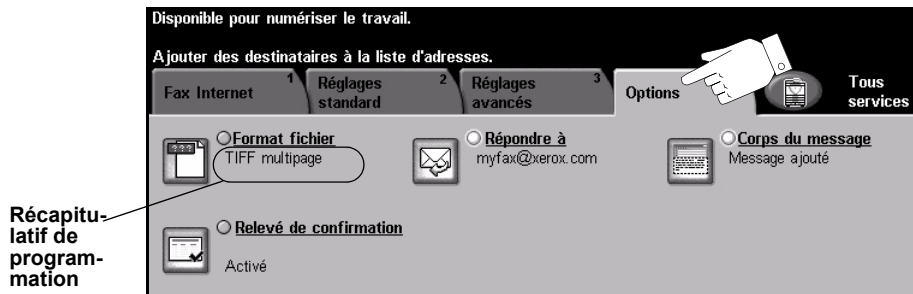 Disponible pour numériser le travail.
Ajouter des destinataires à la liste d'adresses.
Fax Internet
1
Réglages
standard
2
Réglages
avancés
3
Options
Tous
services
Format fichier
TIFF multipage
Répondre à
myfax@xerox.com
Corps du message
Message ajouté
Récapitu-
latif de
program-
mation
Relevé de confirmation
Activé